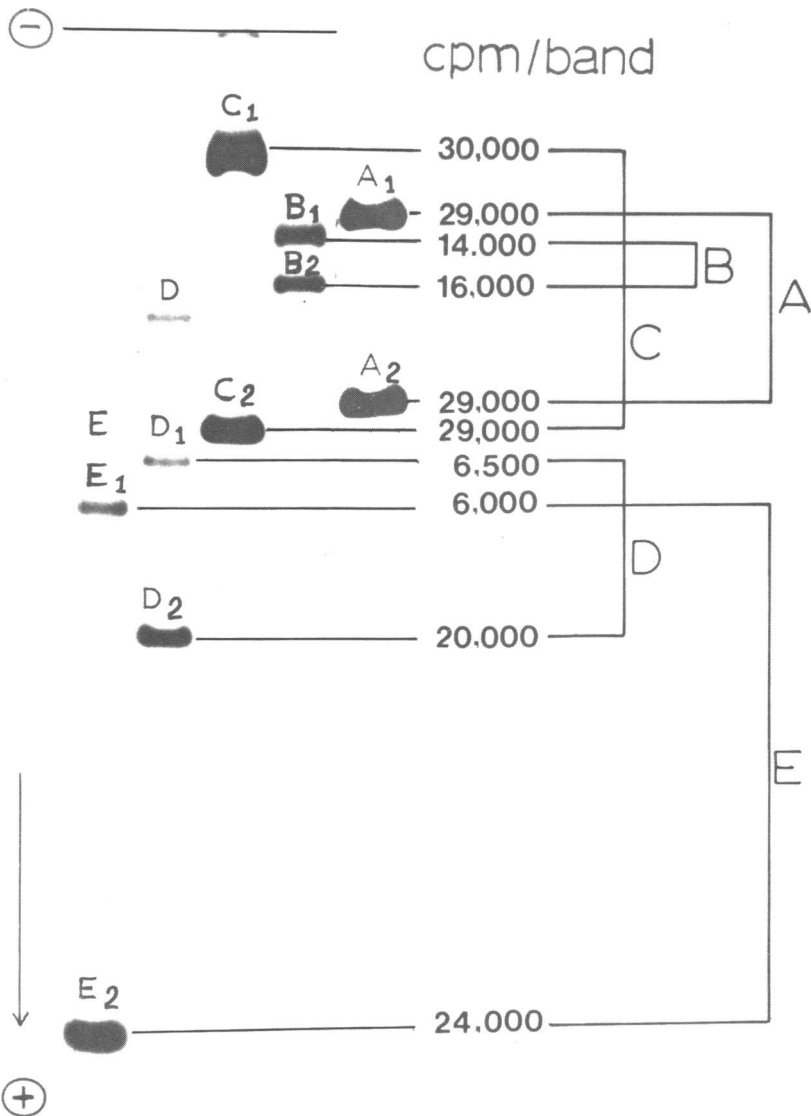 −
cpm/band
C1
30,000
A1
29,000
B1
14.000
B2
16,000
B
A
D
C
A2
29,000
C2
29,000
E
D1
6,500
E1
6,000
D
D2
20,000
E
E2
24.000
+